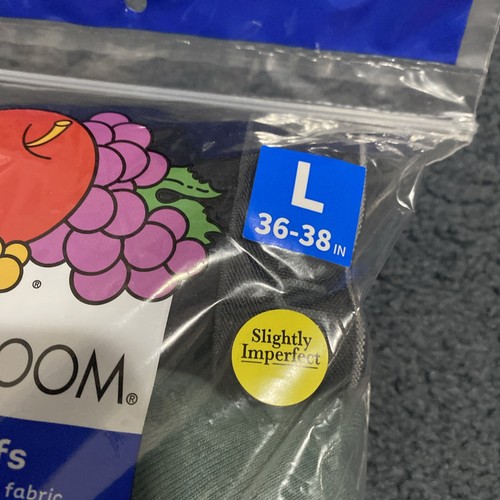 L
36-38 IN
®
Slightly
Imperfect
OOM®
fs
fabric